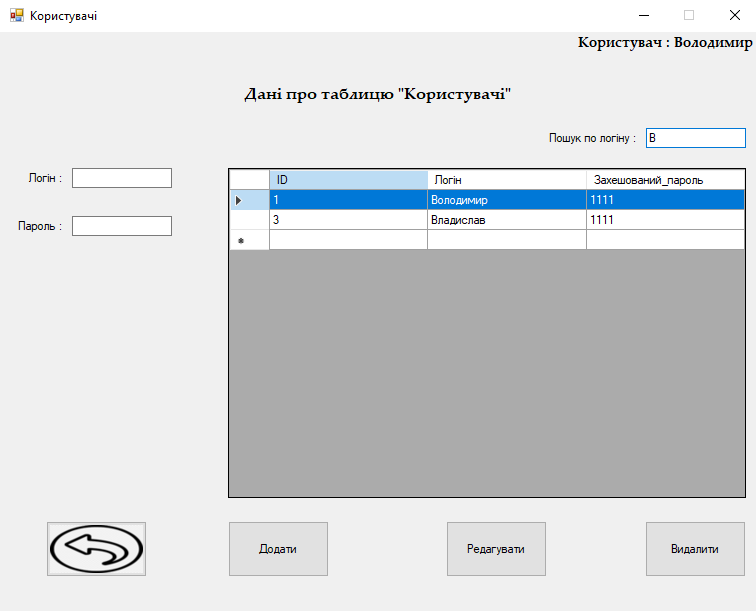 Користувачі
Користувач : Володимир
Дані про таблицю "Користувачі"
Пошук по логіну : В
Логін :
Пароль :
ID Логін Захешований_пароль
1 Володимир 1111
3 Владислав 1111
Додати Редагувати Видалити